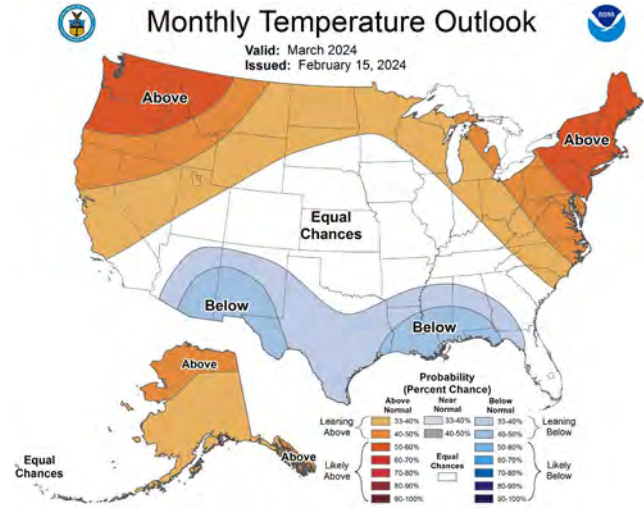 Monthly Temperature Outlook
Valid: March 2024
Issued: February 15, 2024
NOAA
Above
Above
Equal
Chances
Below
Below
Above
Above
Equal
Chances
Probability
(Percent Chance)
Above
Normal
Near
Normal
Below
Normal
Leaning
Above
33-40%
33-40%
33-40%
Leaning
Below
40-50%
40-50%
40-50%
Likely
Above
50-60%
Equal
Chances
50-60%
Likely
Below
60-70%
60-70%
70-80%
70-80%
80-90%
80-90%
90-100%
90-100%